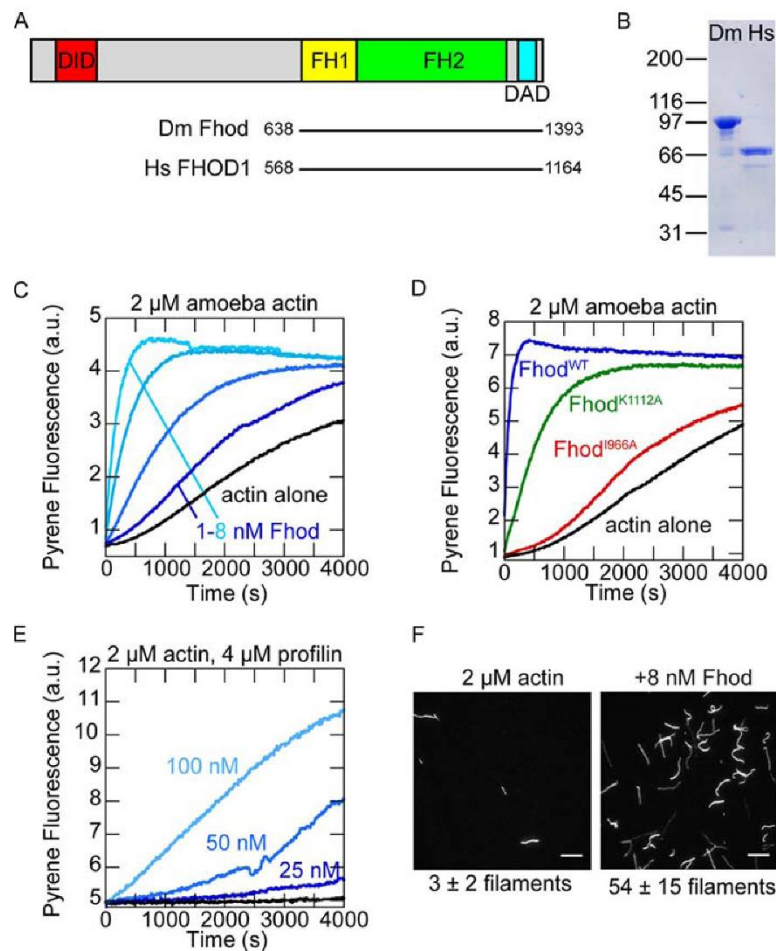 A
DID
FH1
FH2
DAD
Dm Fhod 638 1393
Hs FHOD1 568 1164
B
Dm Hs
200
116
97
66
45
31
C
2 µM amoeba actin
Pyrene Fluorescence (a.u.)
5
4
3
2
1
actin alone
1-8 nM Fhod
0 1000 2000 3000 4000
Time (s)
D
2 µM amoeba actin
Pyrene Fluorescence (a.u.)
8
7
6
5
4
3
2
1
Fhod^WT
Fhod^K1112A
Fhod^I966A
actin alone
0 1000 2000 3000 4000
Time (s)
E
2 µM actin, 4 µM profilin
Pyrene Fluorescence (a.u.)
12
11
10
9
8
7
6
5
100 nM
50 nM
25 nM
0 1000 2000 3000 4000
Time (s)
F
2 µM actin
+8 nM Fhod
3 ± 2 filaments
54 ± 15 filaments